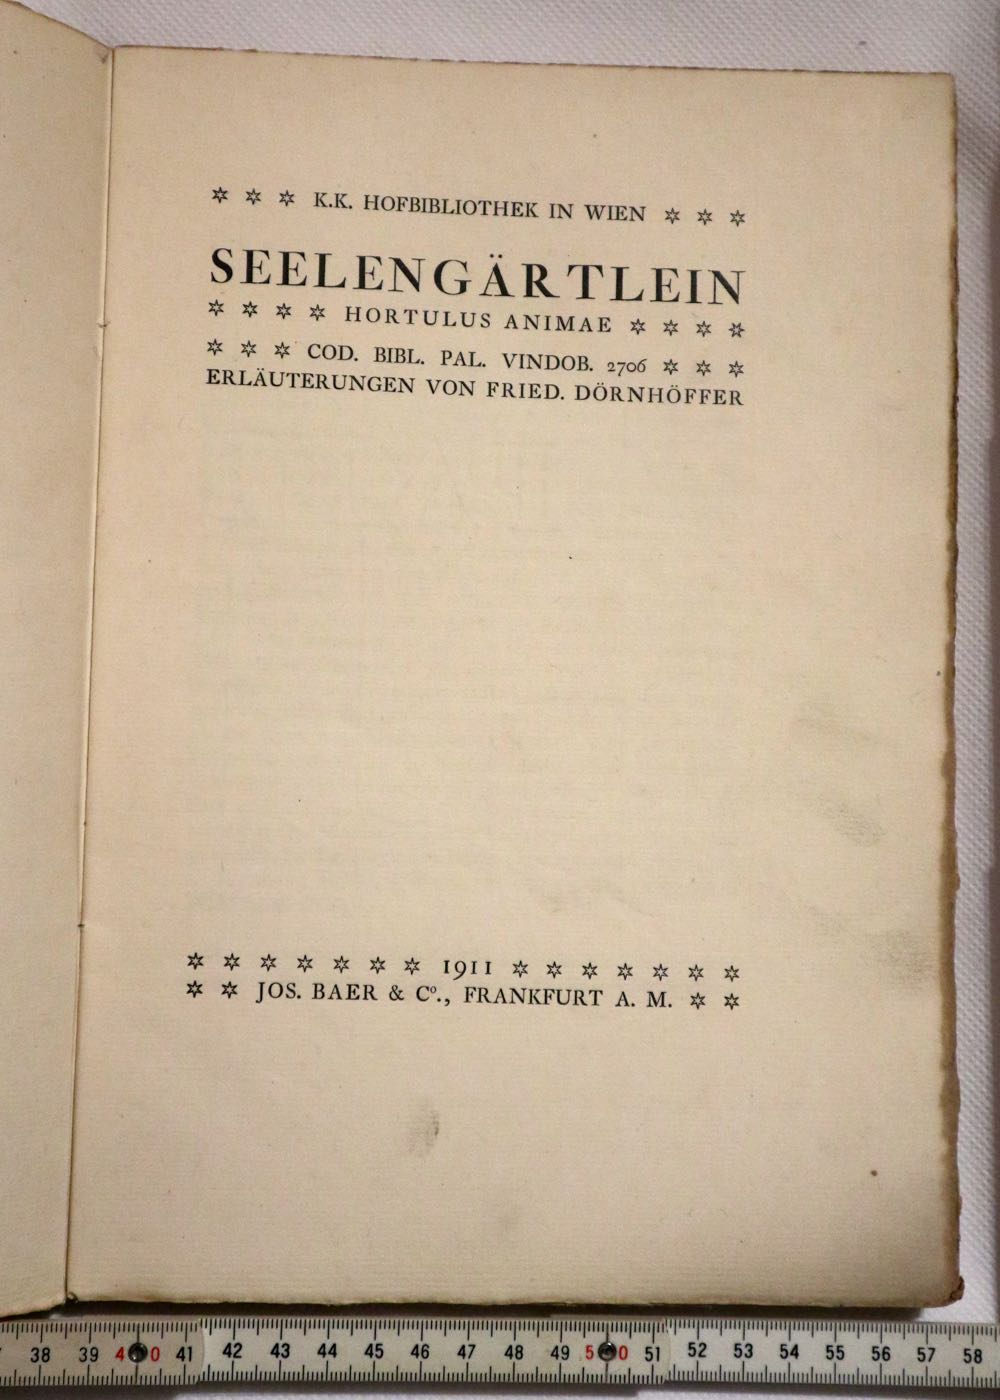 ✡ ✡ ✡ K.K. HOFBIBLIOTHEK IN WIEN ✡ ✡ ✡
SEELENGÄRTLEIN
✡ ✡ ✡ ✡ HORTULUS ANIMAE ✡ ✡ ✡ ✡
✡ ✡ ✡ COD. BIBL. PAL. VINDOB. 2706 ✡ ✡ ✡
ERLÄUTERUNGEN VON FRIED. DÖRNHÖFFER
✡ ✡ ✡ ✡ ✡ ✡ ✡ 1911 ✡ ✡ ✡ ✡ ✡ ✡ ✡
✡ ✡ JOS. BAER & Cº., FRANKFURT A. M. ✡ ✡
38 39 40 41 42 43 44 45 46 47 48 49 50 51 52 53 54 55 56 57 58